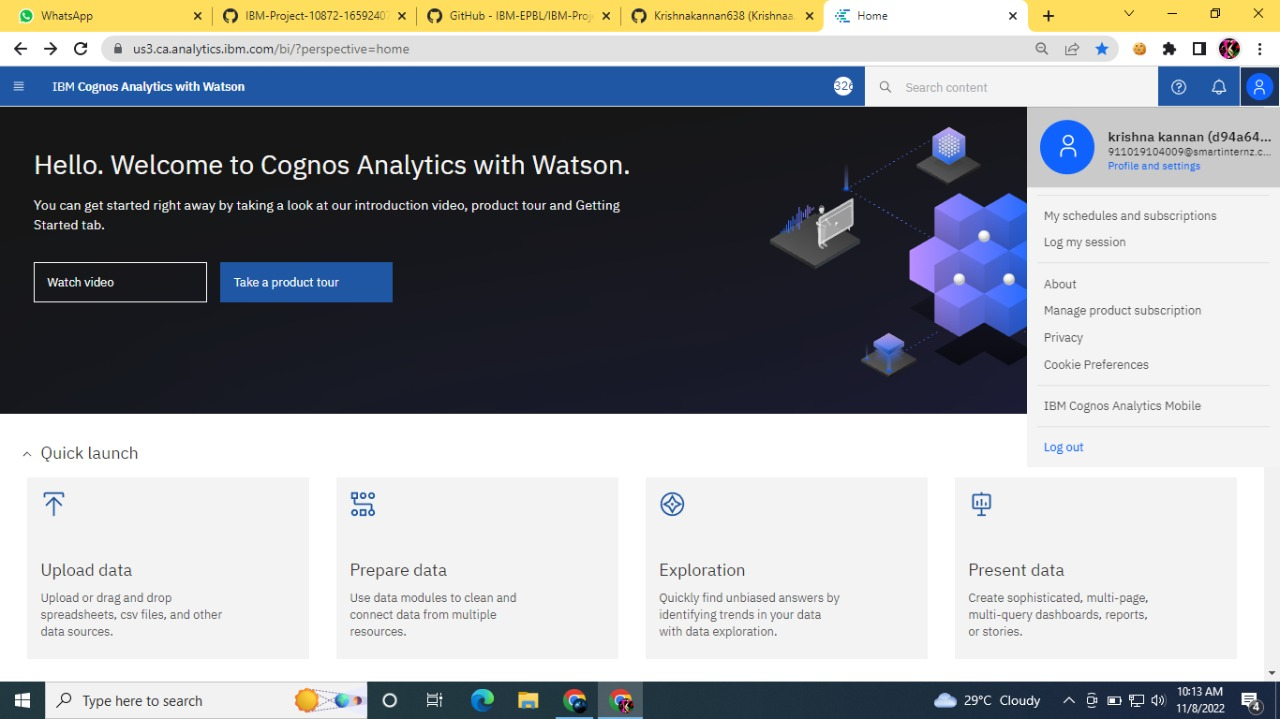 WhatsApp
IBM-Project-10872-16592407
GitHub - IBM-EPBL/IBM-Proje
Krishnakannan638 (Krishnaa
Home
us3.ca.analytics.ibm.com/bi/?perspective=home
IBM Cognos Analytics with Watson
326
Search content
krishna kannan (d94a64...
911019104009@smartinternz.c...
Profile and settings
My schedules and subscriptions
Log my session
About
Manage product subscription
Privacy
Cookie Preferences
IBM Cognos Analytics Mobile
Log out
Hello. Welcome to Cognos Analytics with Watson.
You can get started right away by taking a look at our introduction video, product tour and Getting
Started tab.
Watch video
Take a product tour
Quick launch
Upload data
Upload or drag and drop
spreadsheets, csv files, and other
data sources.
Prepare data
Use data modules to clean and
connect data from multiple
resources.
Exploration
Quickly find unbiased answers by
identifying trends in your data
with data exploration.
Present data
Create sophisticated, multi-page,
multi-query dashboards, reports,
or stories.
Type here to search
29°C Cloudy
10:13 AM
11/8/2022
4